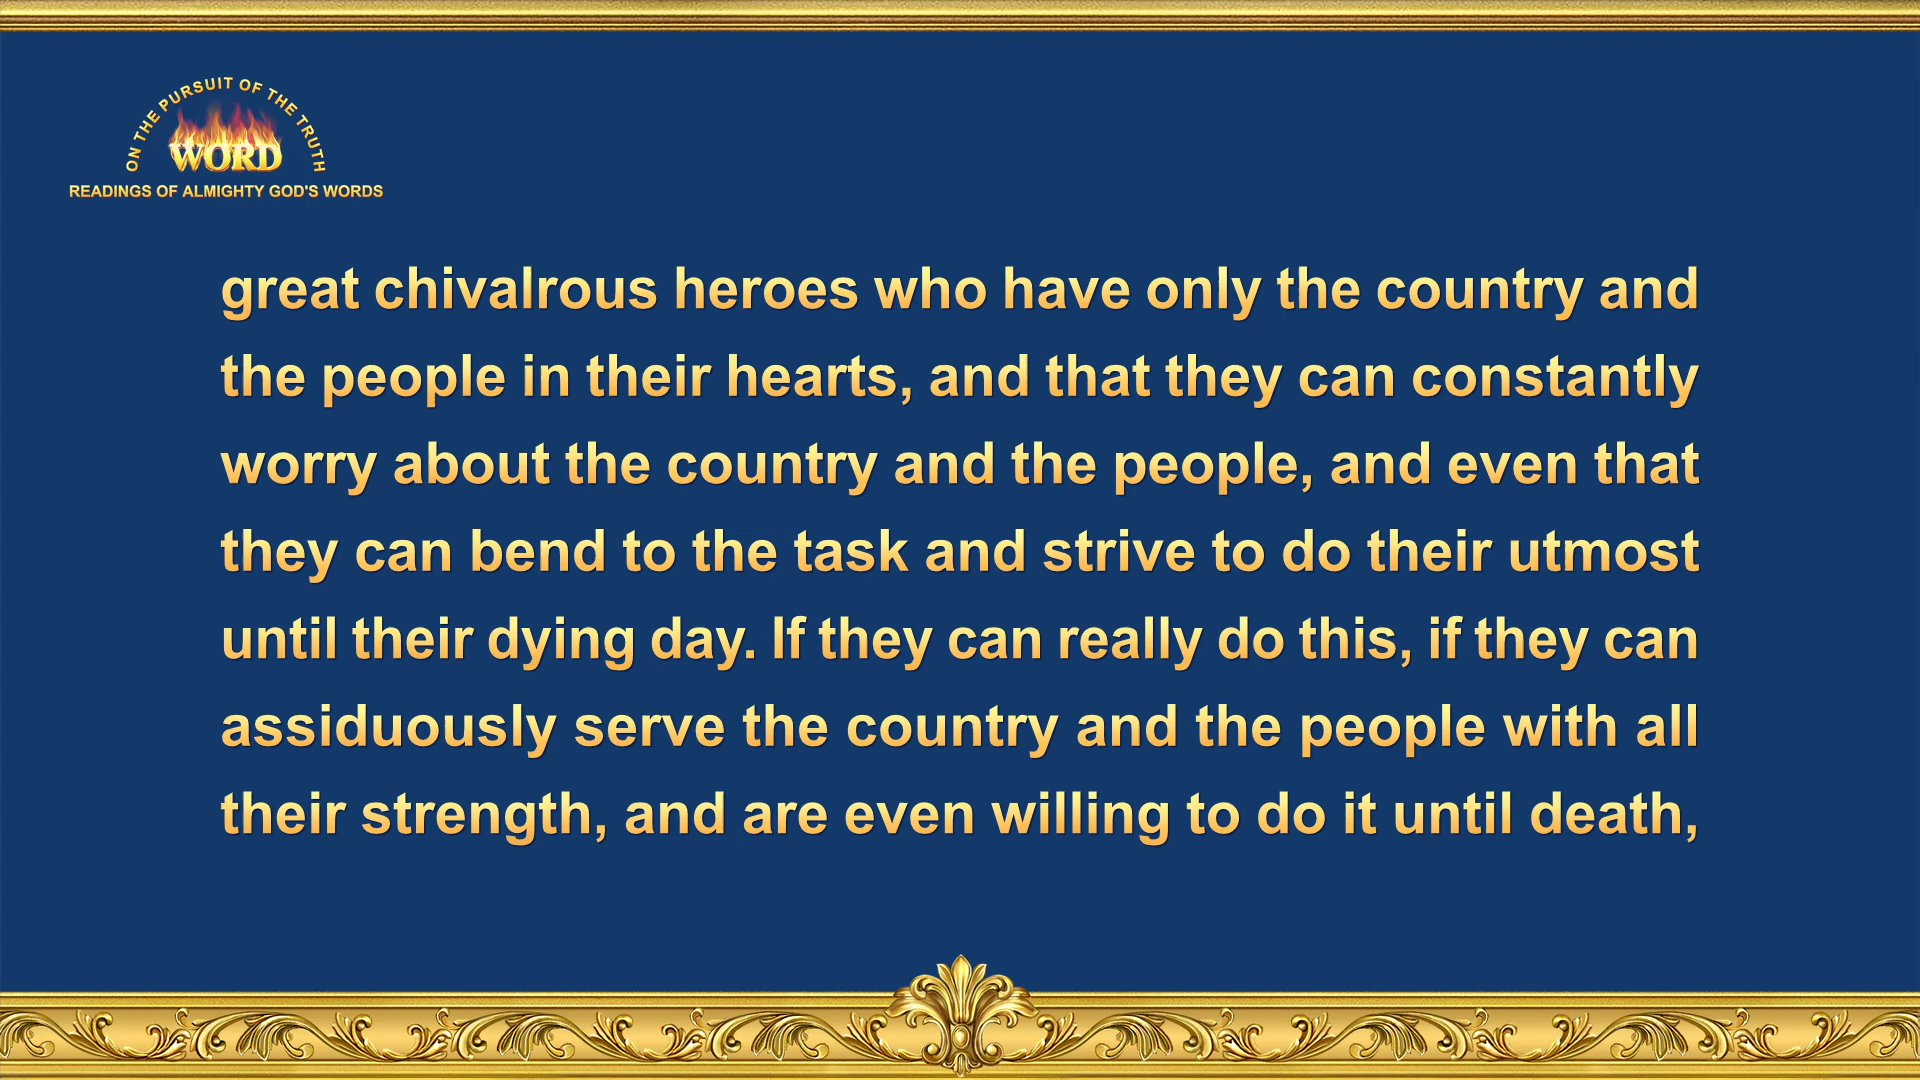 ON THE PURSUIT OF THE TRUTH
WORD
READINGS OF ALMIGHTY GOD'S WORDS
great chivalrous heroes who have only the country and
the people in their hearts, and that they can constantly
worry about the country and the people, and even that
they can bend to the task and strive to do their utmost
until their dying day. If they can really do this, if they can
assiduously serve the country and the people with all
their strength, and are even willing to do it until death,